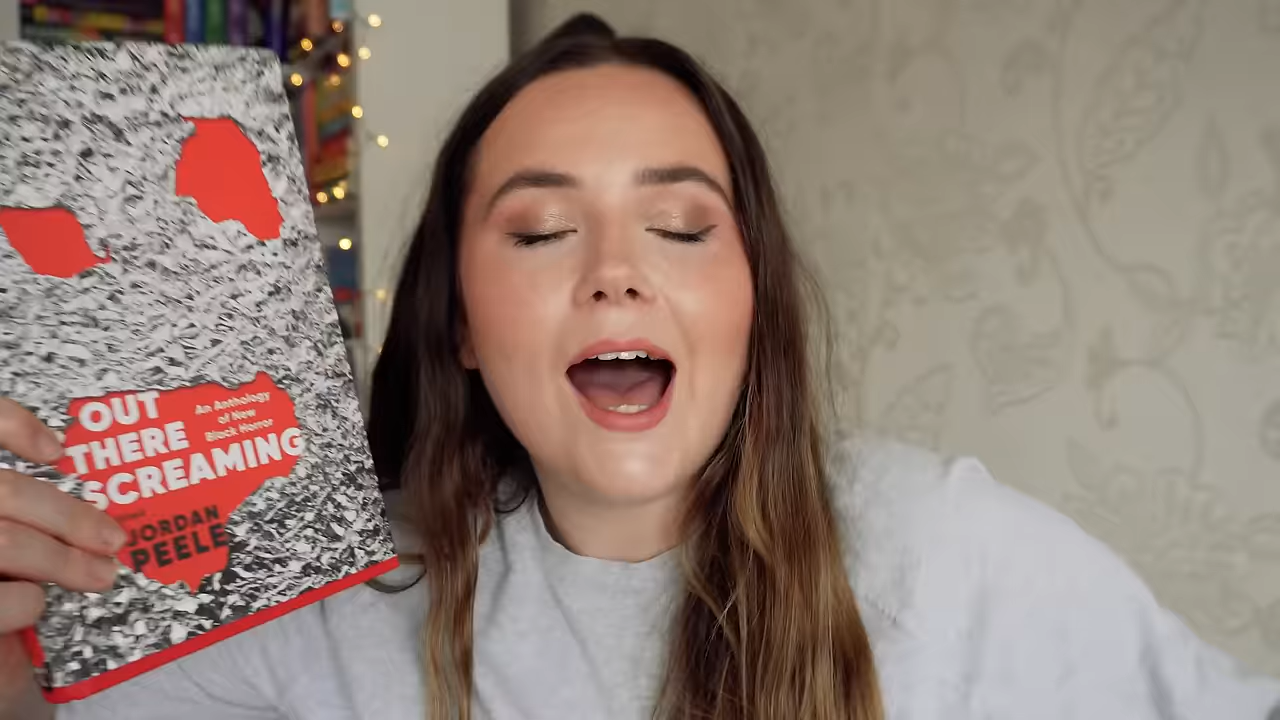 OUT
THERE
SCREAMING
An Anthology
of New
Black Horror
JORDAN
PEELE